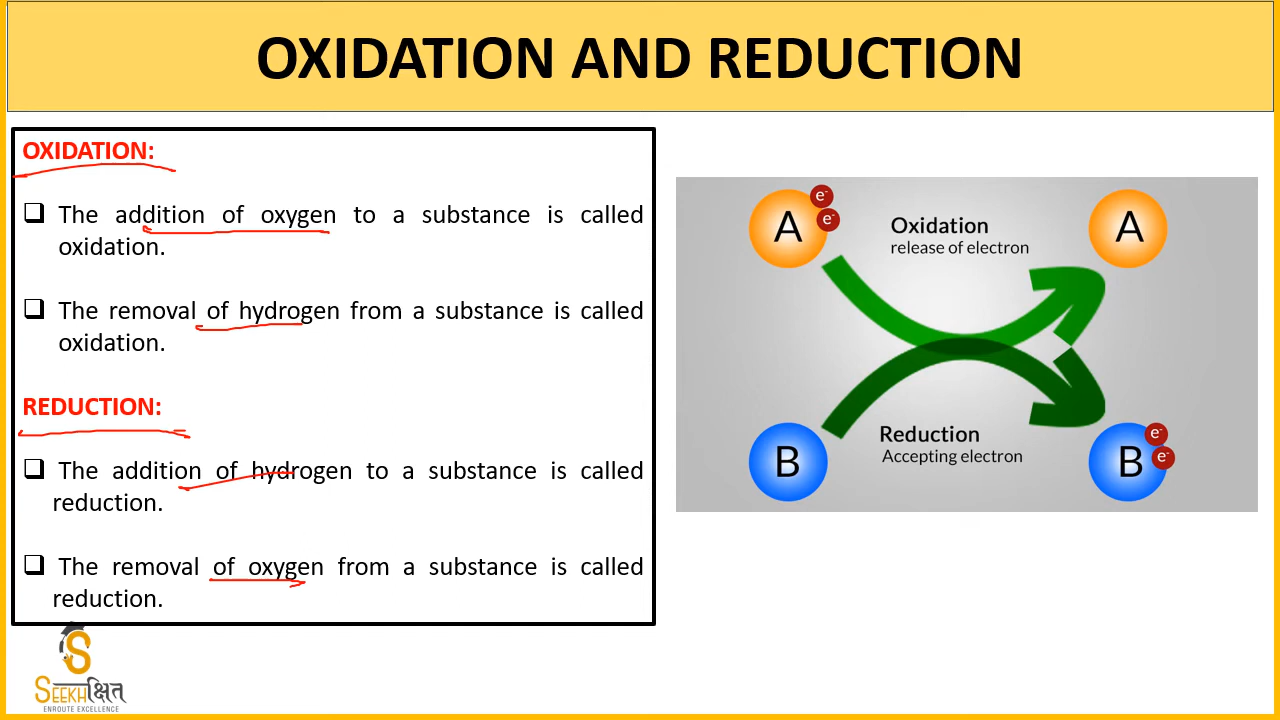 OXIDATION AND REDUCTION
OXIDATION:
❑ The addition of oxygen to a substance is called
oxidation.
❑ The removal of hydrogen from a substance is called
oxidation.
REDUCTION:
❑ The addition of hydrogen to a substance is called
reduction.
❑ The removal of oxygen from a substance is called
reduction.
A e⁻ e⁻
Oxidation
release of electron
A
B
Reduction
Accepting electron
B e⁻ e⁻
S
SEEKHक्षित
ENROUTE EXCELLENCE